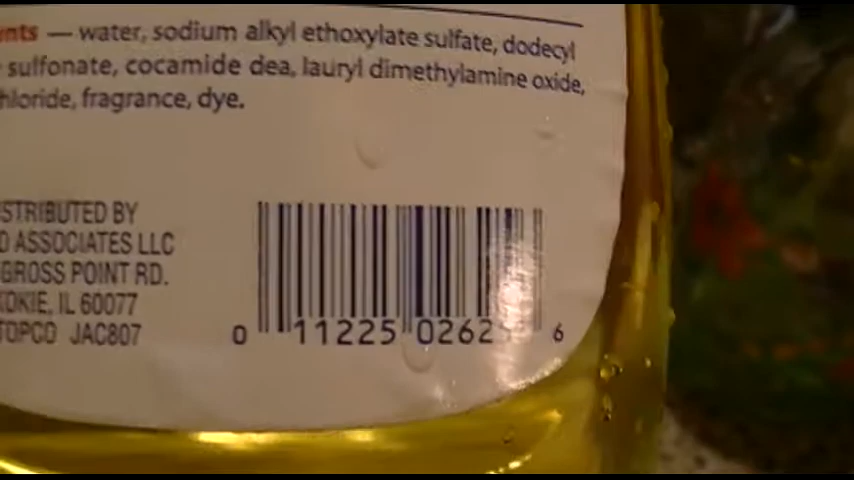 nts — water, sodium alkyl ethoxylate sulfate, dodecyl
sulfonate, cocamide dea, lauryl dimethylamine oxide,
hloride, fragrance, dye.
STRIBUTED BY
O ASSOCIATES LLC
GROSS POINT RD.
KOKIE, IL 60077
TOPCO JAC807
0 11225 0262 6